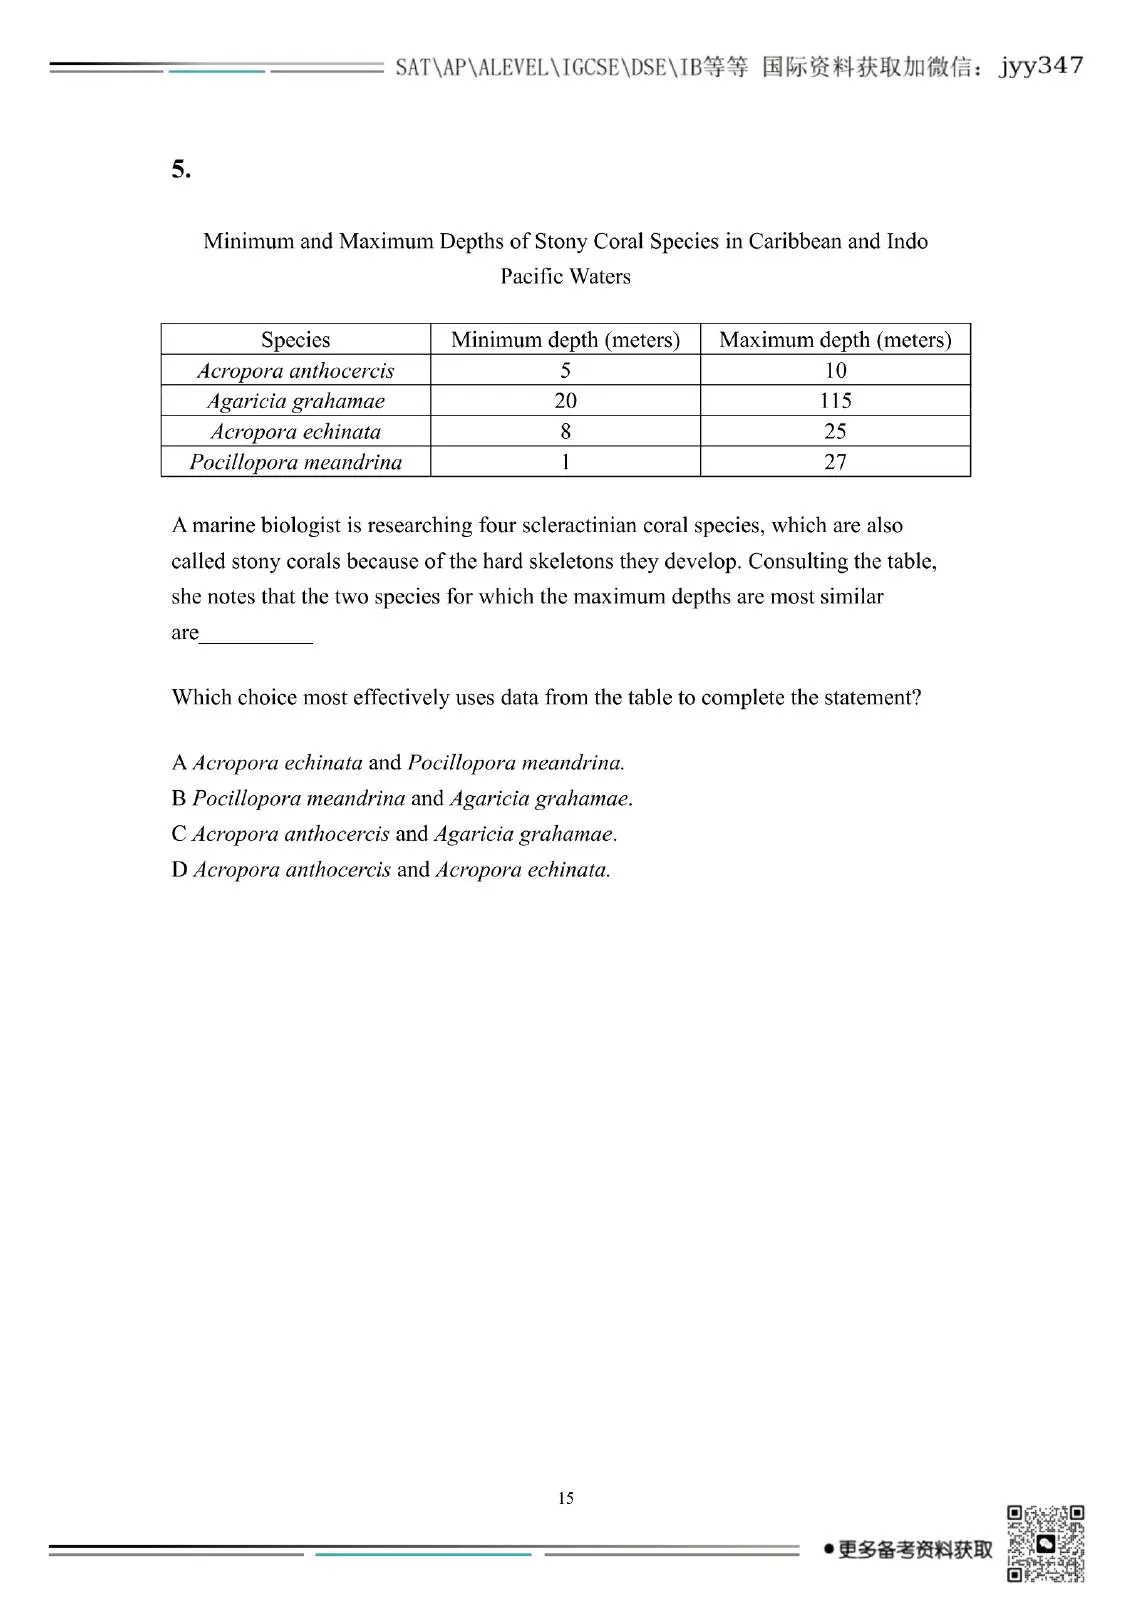 SAT\AP\ALEVEL\IGCSE\DSE\IB等等 国际资料获取加微信：jyy347
5.
Minimum and Maximum Depths of Stony Coral Species in Caribbean and Indo
Pacific Waters
Species Minimum depth (meters) Maximum depth (meters)
Acropora anthocercis 5 10
Agaricia grahamae 20 115
Acropora echinata 8 25
Pocillopora meandrina 1 27
A marine biologist is researching four scleractinian coral species, which are also
called stony corals because of the hard skeletons they develop. Consulting the table,
she notes that the two species for which the maximum depths are most similar
are__________
Which choice most effectively uses data from the table to complete the statement?
A Acropora echinata and Pocillopora meandrina.
B Pocillopora meandrina and Agaricia grahamae.
C Acropora anthocercis and Agaricia grahamae.
D Acropora anthocercis and Acropora echinata.
15
●更多备考资料获取